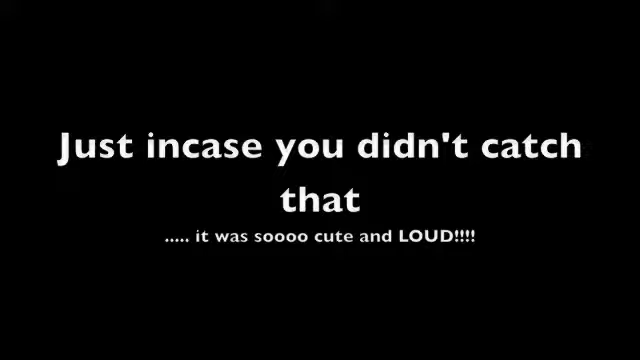 Just incase you didn't catch
that
..... it was soooo cute and LOUD!!!!